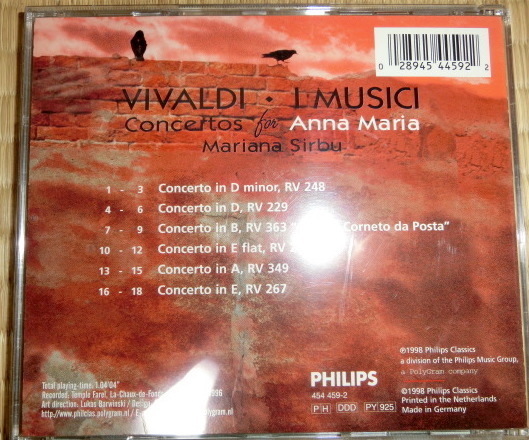 0 28945 44592 2
VIVALDI · I MUSICI
Concertos for Anna Maria
Mariana Sirbu
1 - 3 Concerto in D minor, RV 248
4 - 6 Concerto in D, RV 229
7 - 9 Concerto in B, RV 363 " Corneto da Posta"
10 - 12 Concerto in E flat, RV
13 - 15 Concerto in A, RV 349
16 - 18 Concerto in E, RV 267
℗1998 Philips Classics
a division of the Philips Music Group,
a PolyGram company
©1998 Philips Classics
Printed in the Netherlands
Made in Germany
Total playing-time: 1.04'04"
Recorded: Temple Farel, La-Chaux-de-Fonds
Art direction: Lukas Barwinski / Design
http://www.philclas.polygram.nl / E polygram.nl
PHILIPS
454 459-2
PH DDD PY 925